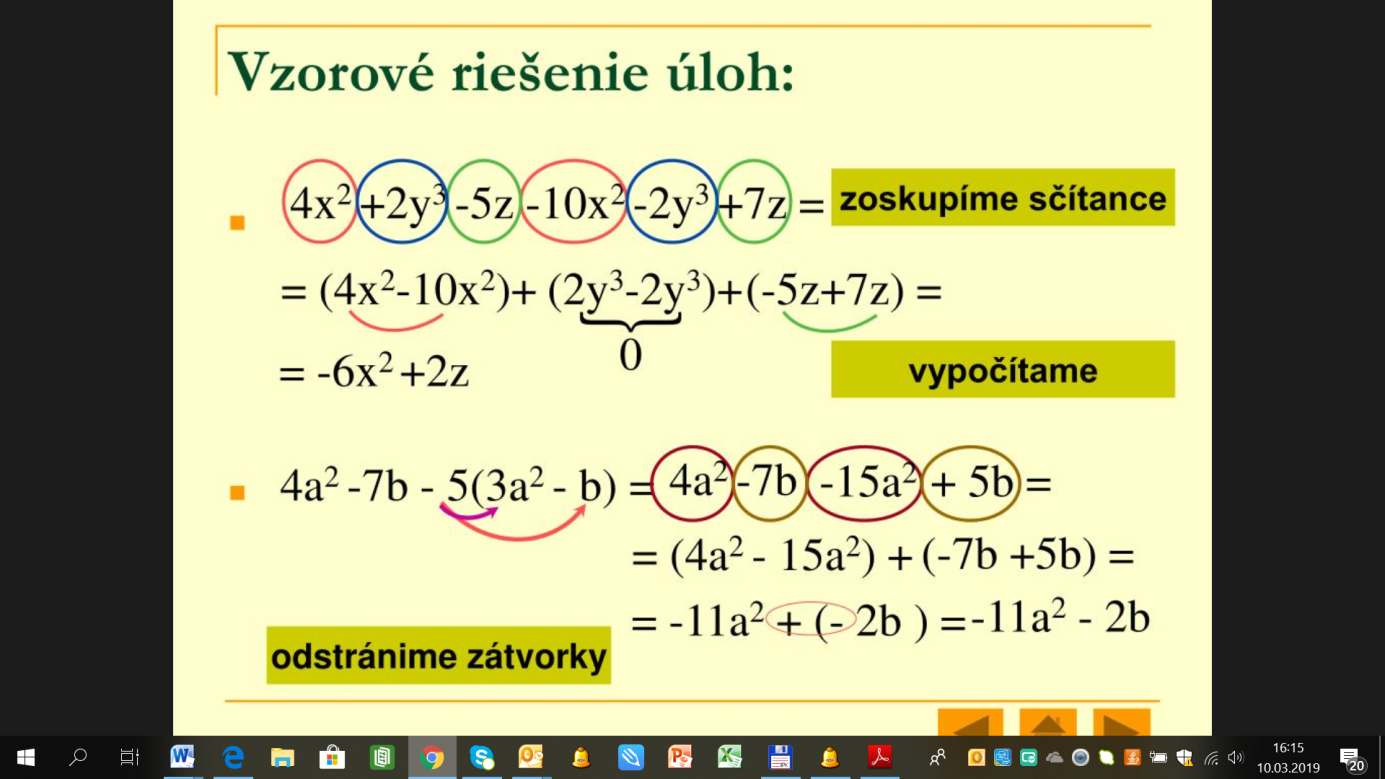 Vzorové riešenie úloh:
4x² +2y³ -5z -10x² -2y³ +7z = zoskupíme sčítance
= (4x²-10x²)+ (2y³-2y³)+(-5z+7z) =
0
= -6x² +2z
vypočítame
4a² -7b - 5(3a² - b) = 4a² -7b -15a² + 5b =
= (4a² - 15a²) + (-7b +5b) =
= -11a² + (- 2b ) = -11a² - 2b
odstránime zátvorky
16:15
10.03.2019
20